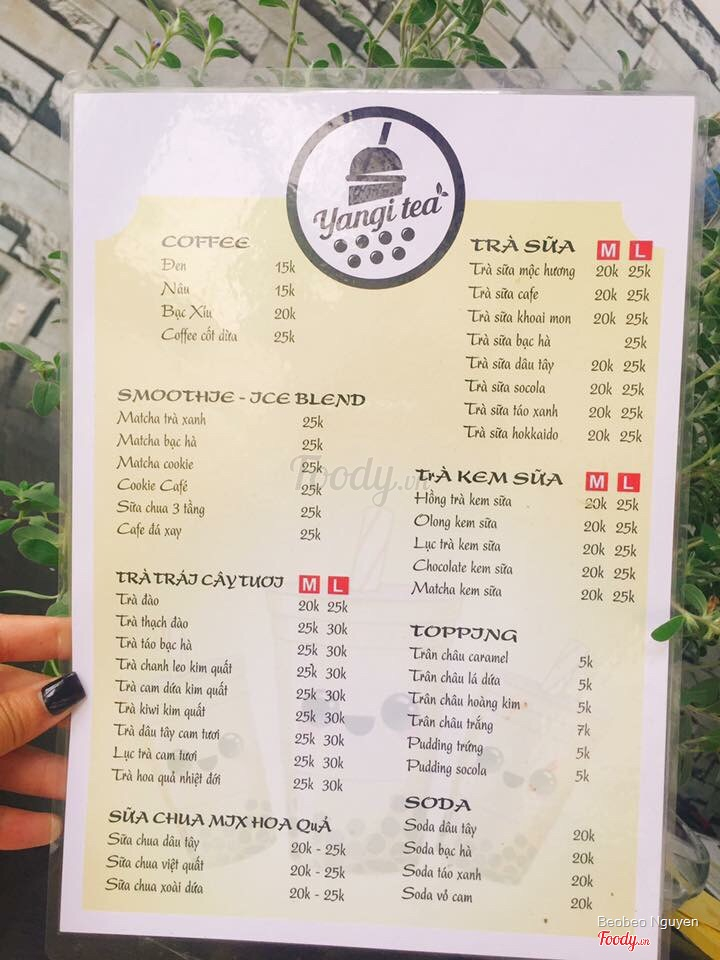 Yangi tea
COFFEE
Đen 15k
Nâu 15k
Bạc Xỉu 20k
Coffee cốt dừa 25k
SMOOTHIE - ICE BLEND
Matcha trà xanh 25k
Matcha bạc hà 25k
Matcha cookie 25k
Cookie Café 25k
Sữa chua 3 tầng 25k
Cafe đá xay 25k
TRÀ TRÁI CÂY TƯƠI M L
Trà đào 20k 25k
Trà thạch đào 25k 30k
Trà táo bạc hà 25k 30k
Trà chanh leo kim quất 25k 30k
Trà cam dứa kim quất 25k 30k
Trà kiwi kim quất 25k 30k
Trà dâu tây cam tươi 25k 30k
Lục trà cam tươi 25k 30k
Trà hoa quả nhiệt đới 25k 30k
SỮA CHUA MIX HOA QuẢ
Sữa chua dâu tây 20k - 25k
Sữa chua việt quất 20k - 25k
Sữa chua xoài dứa 20k - 25k
TRÀ SỮA M L
Trà sữa mộc hương 20k 25k
Trà sữa cafe 20k 25k
Trà sữa khoai mon 20k 25k
Trà sữa bạc hà 25k
Trà sữa dâu tây 20k 25k
Trà sữa socola 20k 25k
Trà sữa táo xanh 20k 25k
Trà sữa hokkaido 20k 25k
TrÀ KEM SỮA M L
Hồng trà kem sữa 20k 25k
Olong kem sữa 20k 25k
Lục trà kem sữa 20k 25k
Chocolate kem sữa 20k 25k
Matcha kem sữa 20k 25k
TOPPING
Trân châu caramel 5k
Trân châu lá dứa 5k
Trân châu hoàng kim 5k
Trân châu trắng 7k
Pudding trứng 5k
Pudding socola 5k
SODA
Soda dâu tây 20k
Soda bạc hà 20k
Soda táo xanh 20k
Soda vỏ cam 20k
Foody.vn
Beobeo Nguyen
Foody.vn